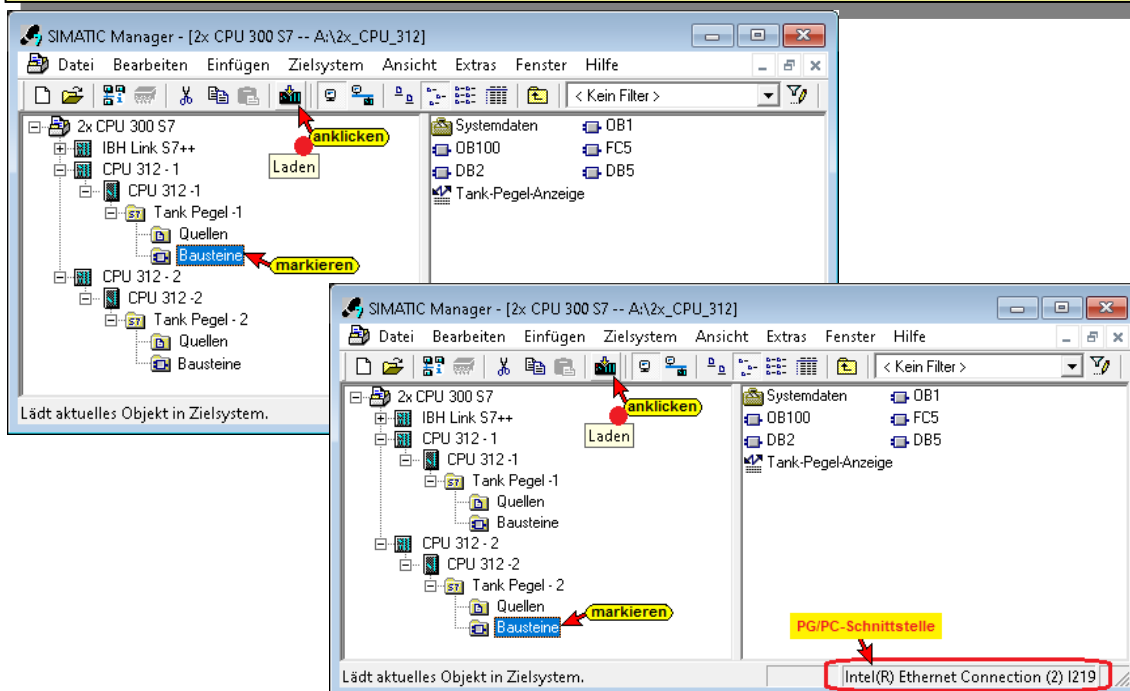 SIMATIC Manager - [2x CPU 300 S7 -- A:\2x_CPU_312]
Datei Bearbeiten Einfügen Zielsystem Ansicht Extras Fenster Hilfe
< Kein Filter >
2x CPU 300 S7
IBH Link S7++
CPU 312 - 1
CPU 312 -1
Tank Pegel -1
Quellen
Bausteine
CPU 312 - 2
CPU 312 -2
Tank Pegel - 2
Quellen
Bausteine
anklicken
Laden
markieren
Systemdaten OB1
OB100 FC5
DB2 DB5
Tank-Pegel-Anzeige
Lädt aktuelles Objekt in Zielsystem.
SIMATIC Manager - [2x CPU 300 S7 -- A:\2x_CPU_312]
Datei Bearbeiten Einfügen Zielsystem Ansicht Extras Fenster Hilfe
< Kein Filter >
2x CPU 300 S7
IBH Link S7++
CPU 312 - 1
CPU 312 -1
Tank Pegel -1
Quellen
Bausteine
CPU 312 - 2
CPU 312 -2
Tank Pegel - 2
Quellen
Bausteine
anklicken
Laden
markieren
Systemdaten OB1
OB100 FC5
DB2 DB5
Tank-Pegel-Anzeige
PG/PC-Schnittstelle
Lädt aktuelles Objekt in Zielsystem.
Intel(R) Ethernet Connection (2) I219